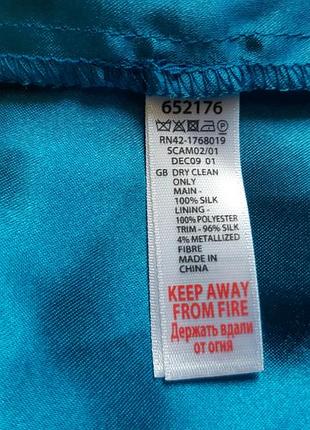 652176
RN42-1768019
SCAM02/01
DEC09 01
GB DRY CLEAN
ONLY
MAIN -
100% SILK
LINING -
100% POLYESTER
TRIM - 96% SILK
4% METALLIZED
FIBRE
MADE IN
CHINA
KEEP AWAY
FROM FIRE
Держать вдали
от огня